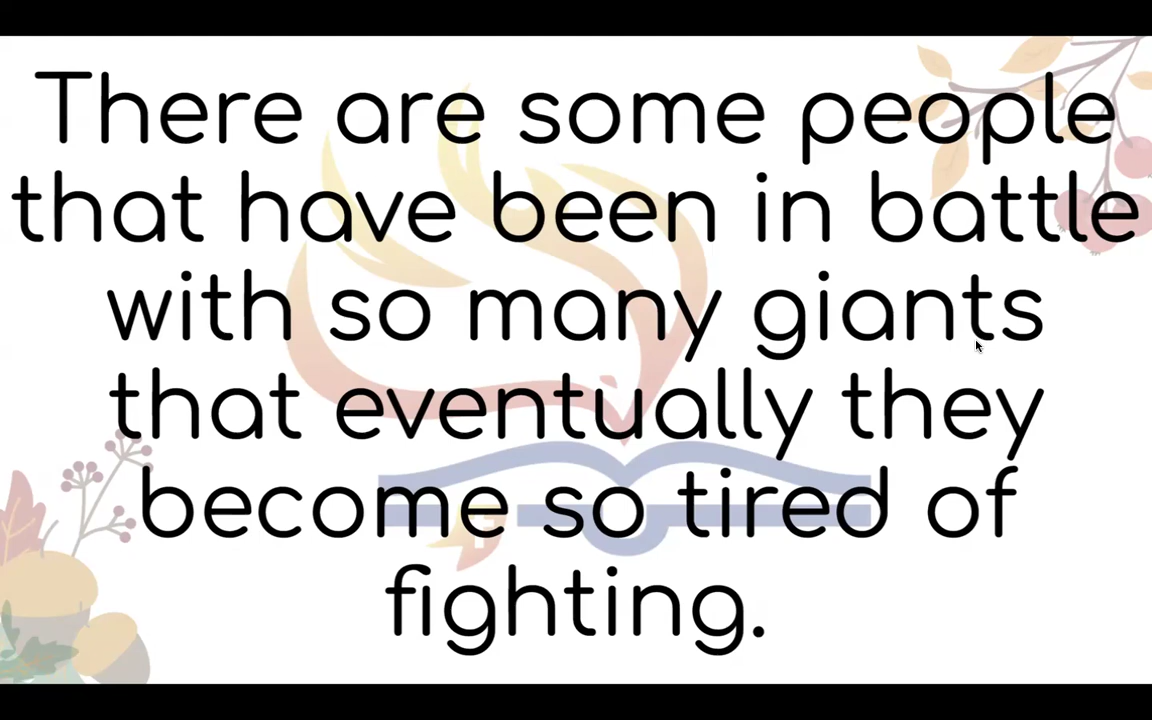 There are some people
that have been in battle
with so many giants
that eventually they
become so tired of
fighting.